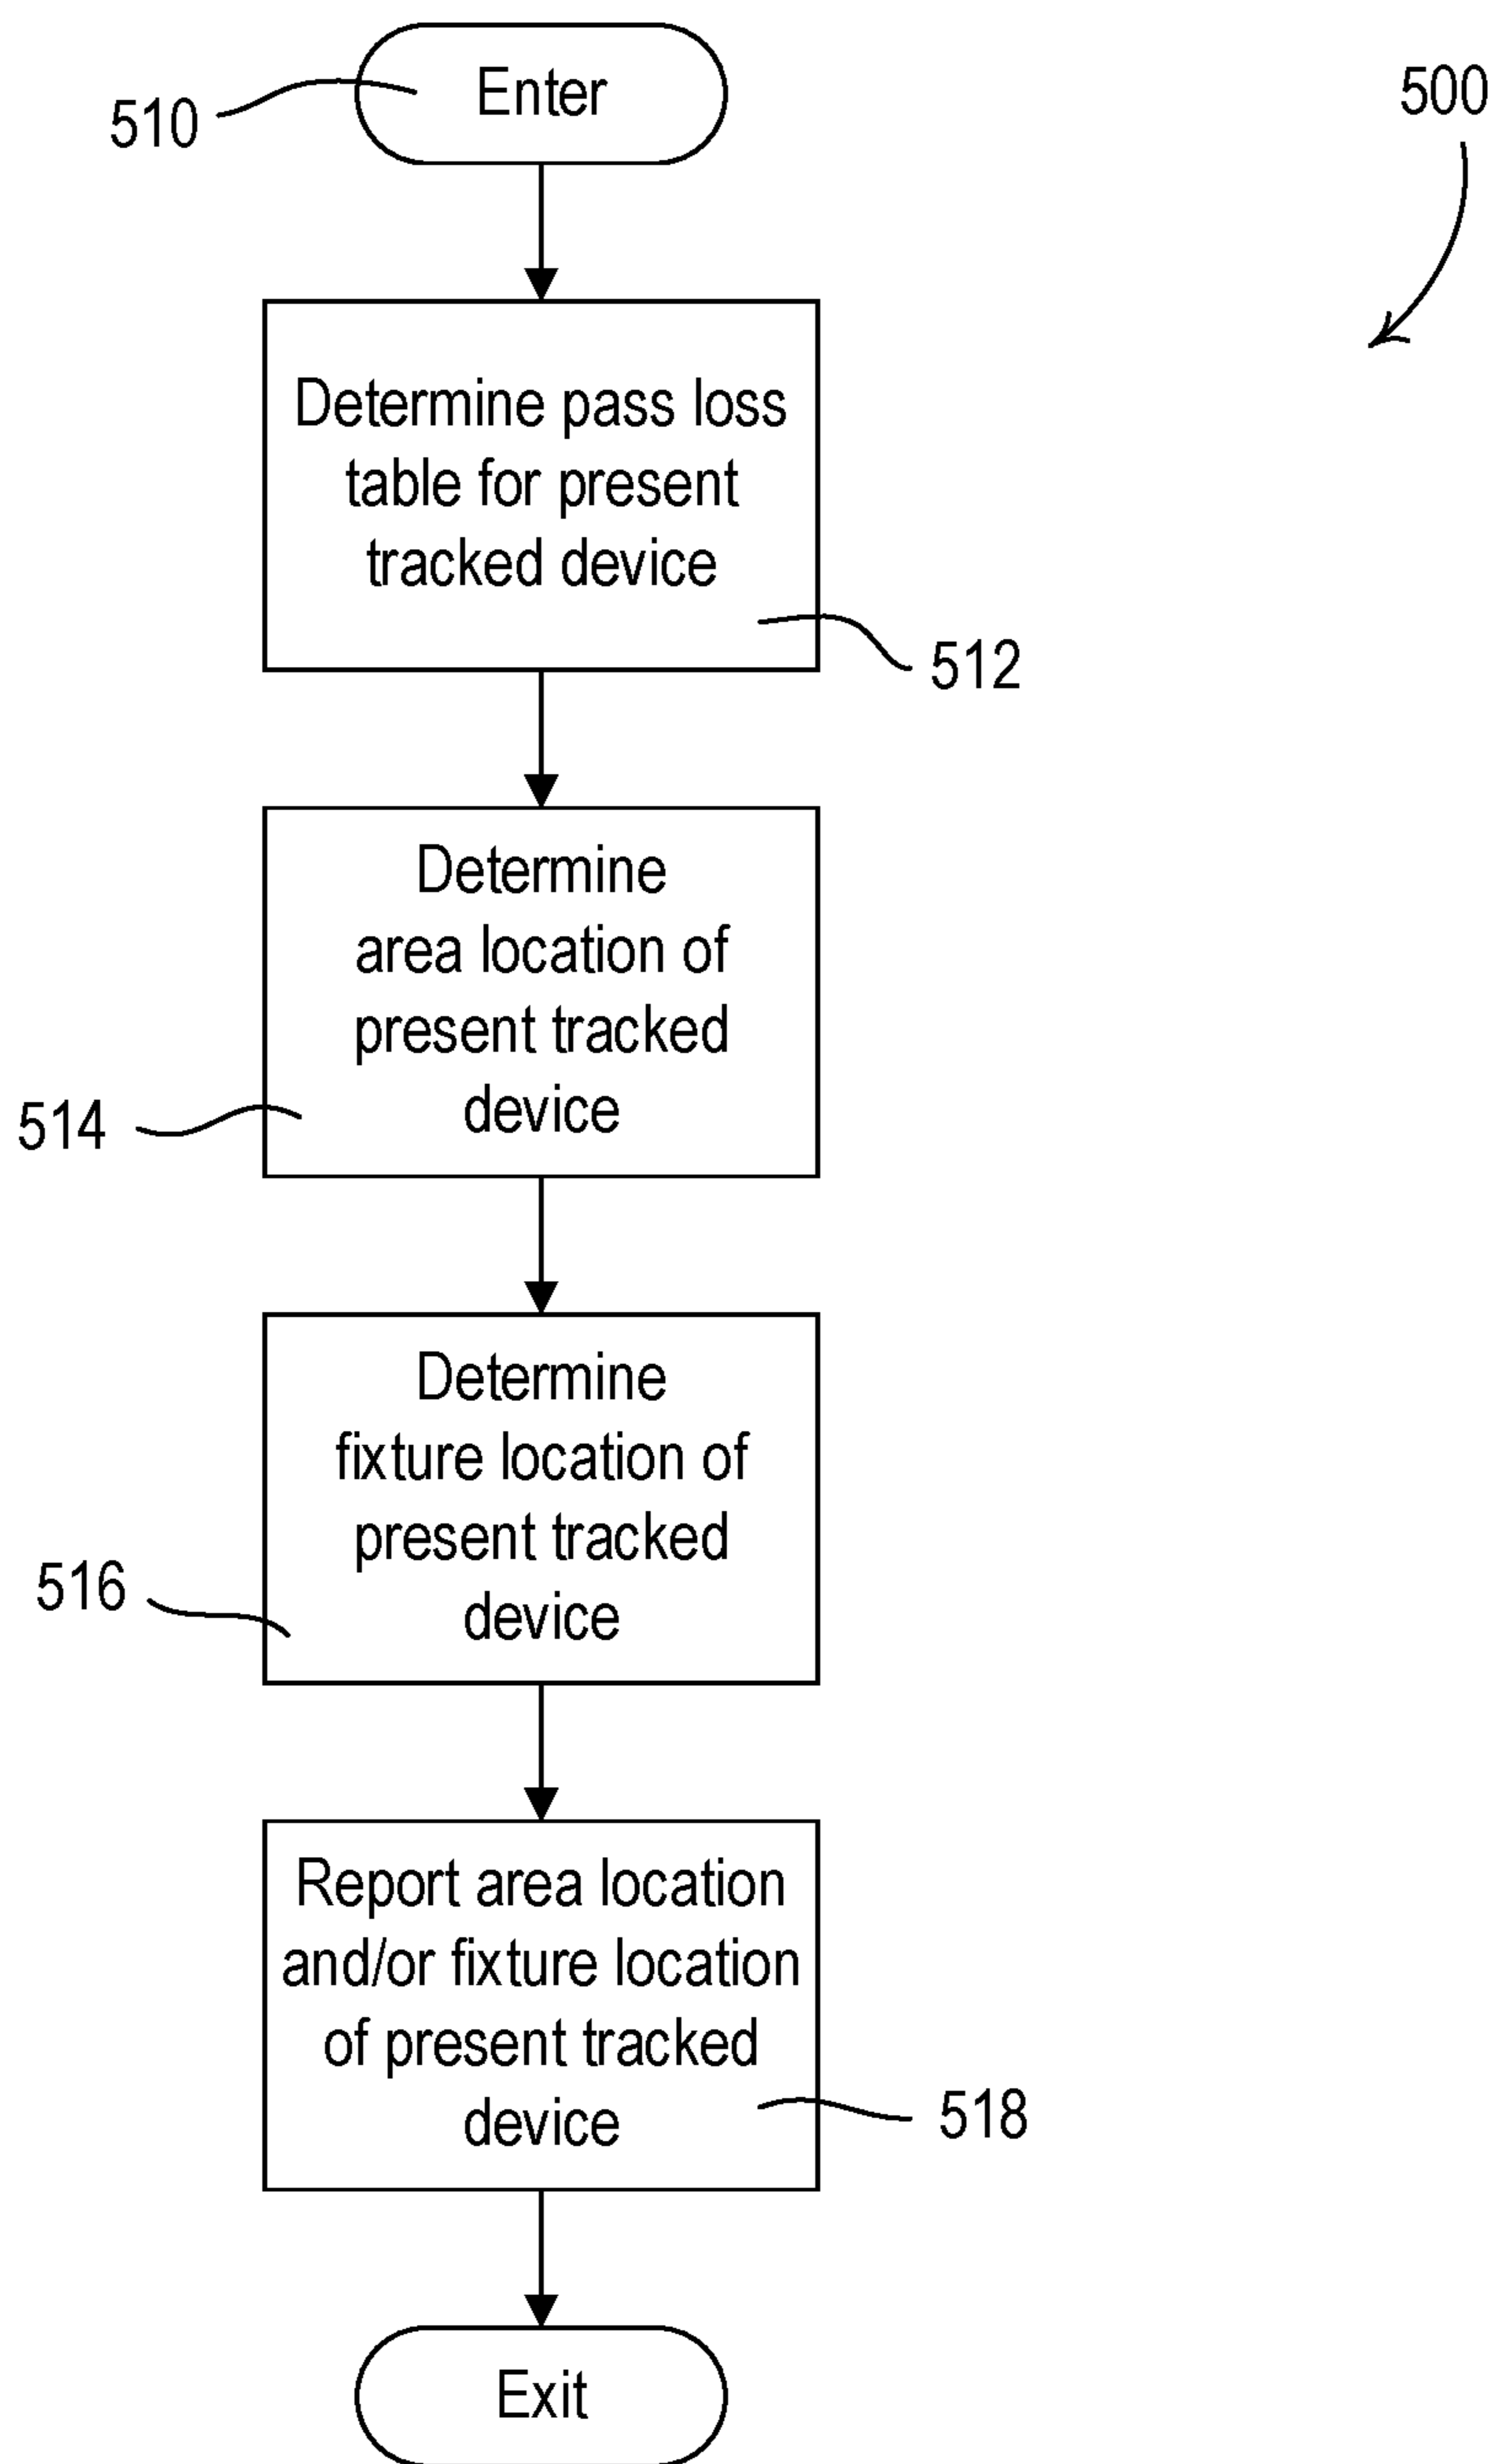 Enter
510
500
Determine pass loss
table for present
tracked device
512
Determine
area location of
present tracked
device
514
Determine
fixture location of
present tracked
device
516
Report area location
and/or fixture location
of present tracked
device
518
Exit